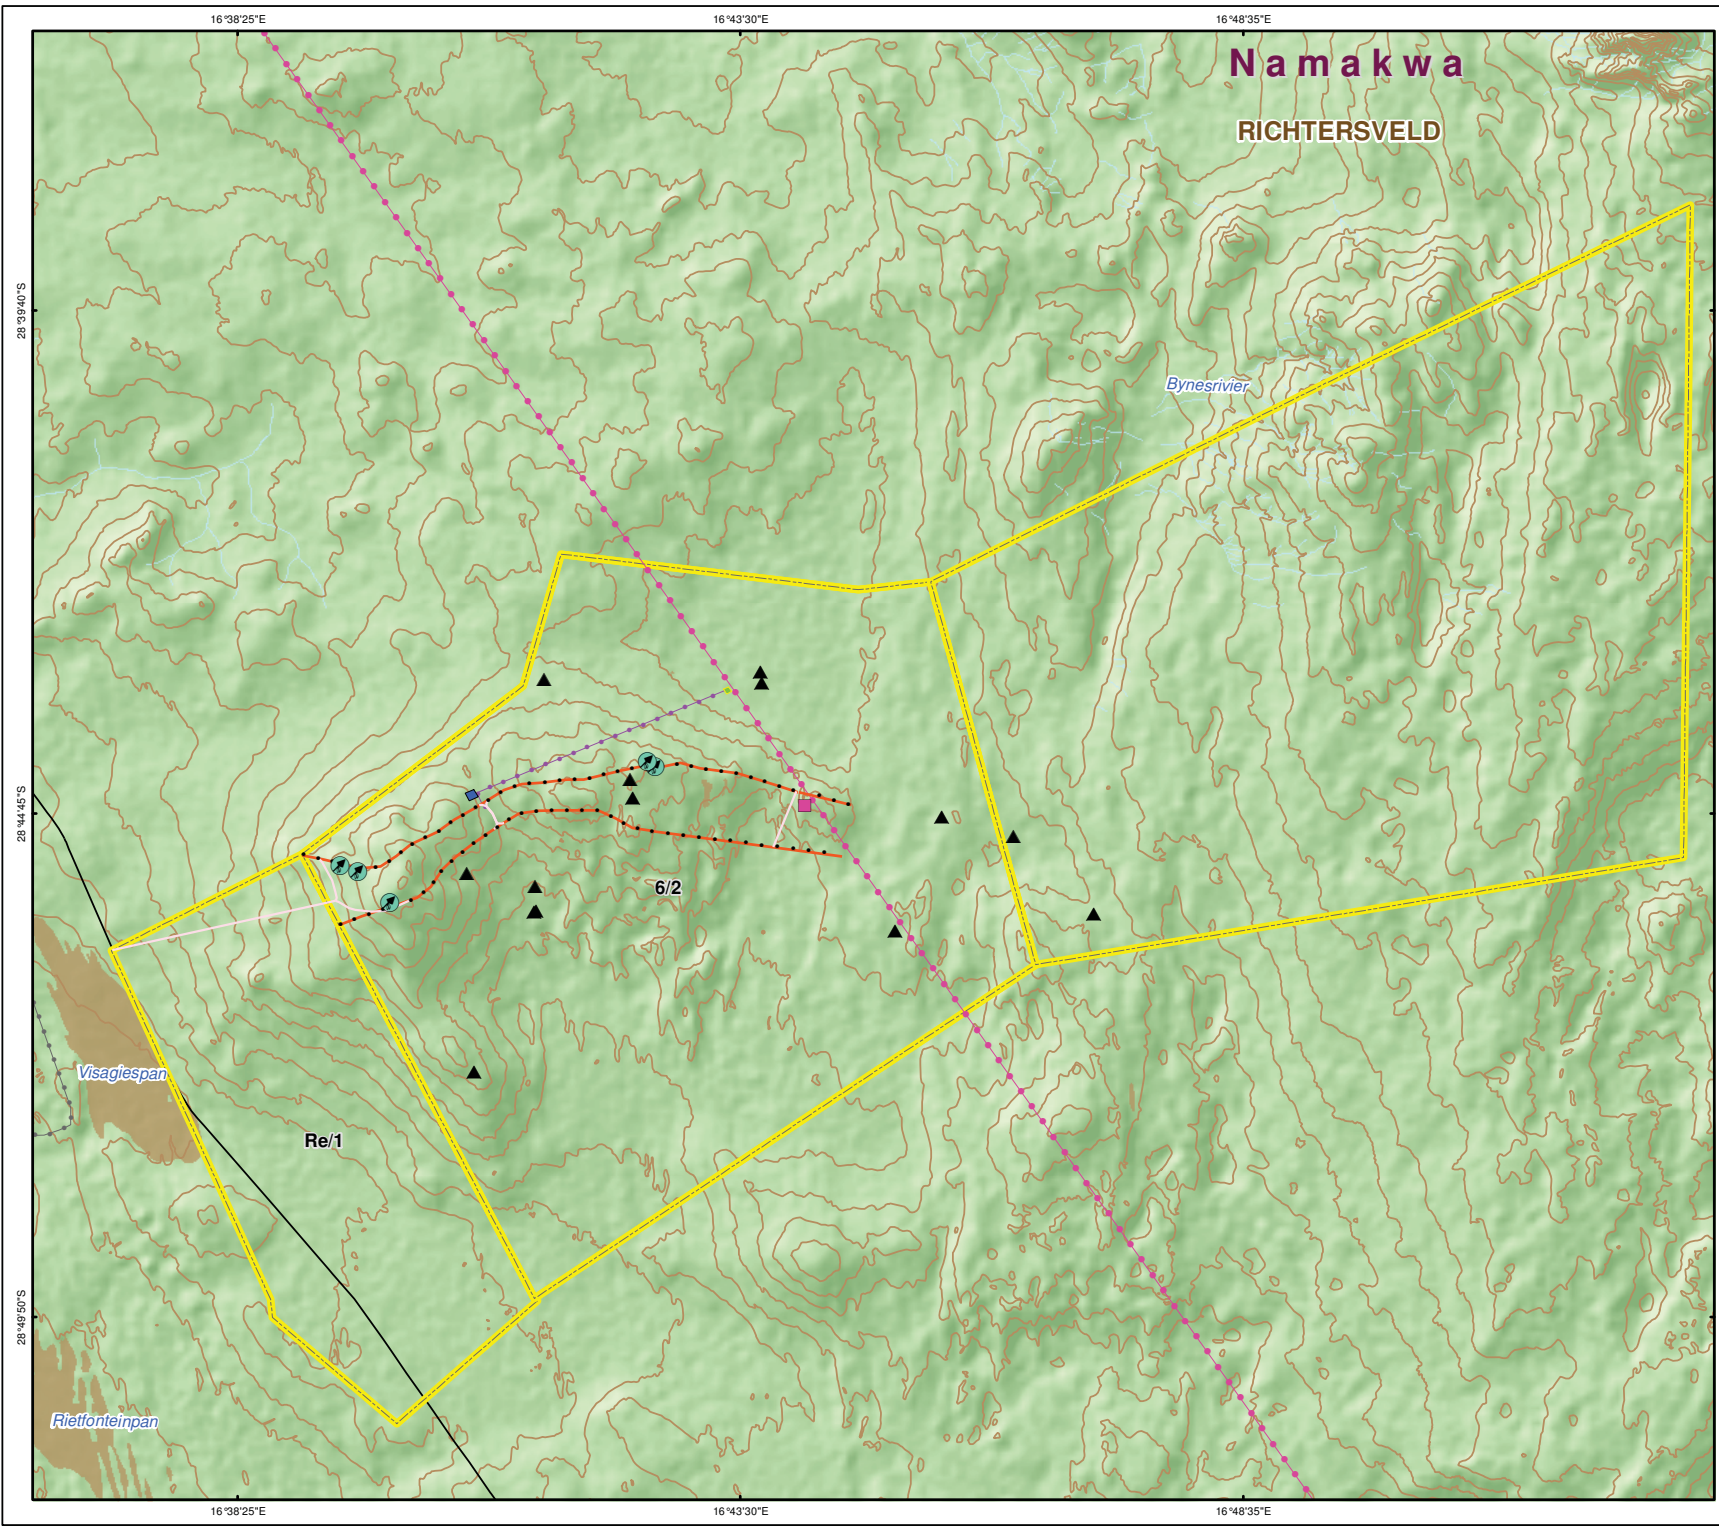 16°38'25"E 16°43'30"E 16°48'35"E
Namakwa
RICHTERSVELD
28°39'40"S
Bynesrivier
28°44'45"S
6/2
Visagiespan
Re/1
28°49'50"S
Rietfonteinpan
16°38'25"E 16°43'30"E 16°48'35"E